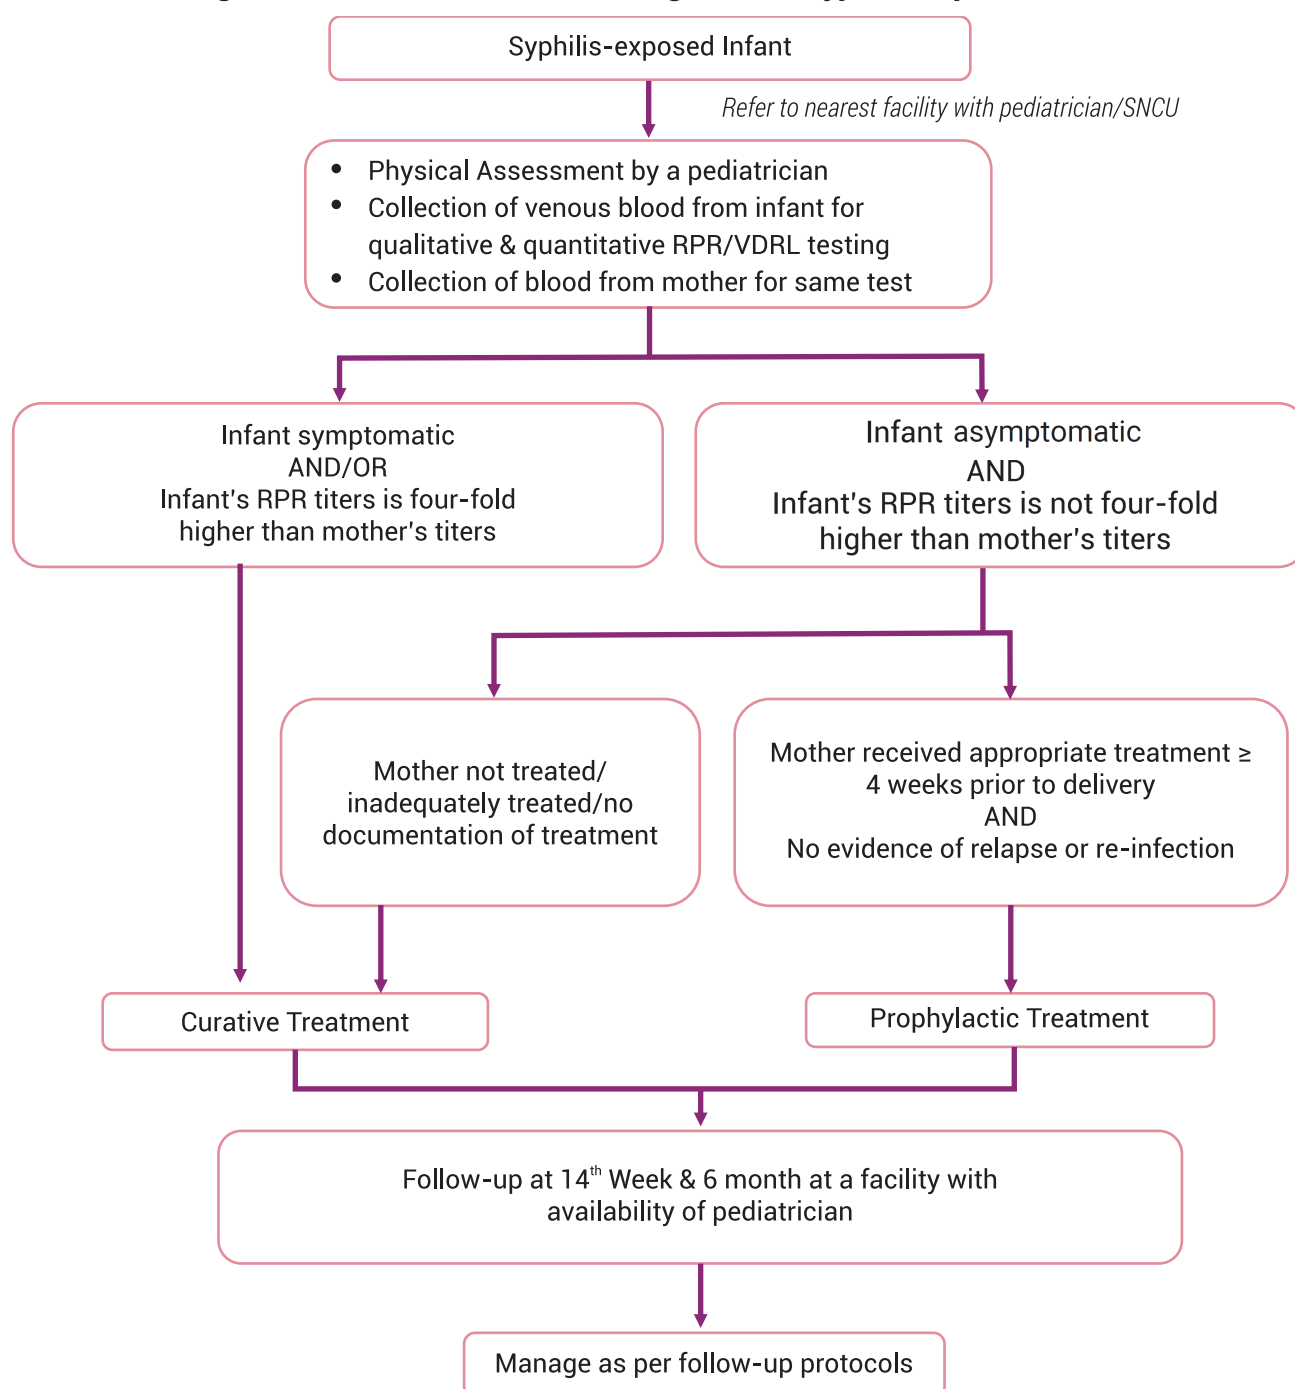 Syphilis-exposed Infant
Refer to nearest facility with pediatrician/SNCU
• Physical Assessment by a pediatrician
• Collection of venous blood from infant for
qualitative & quantitative RPR/VDRL testing
• Collection of blood from mother for same test
Infant symptomatic
AND/OR
Infant's RPR titers is four-fold
higher than mother's titers
Infant asymptomatic
AND
Infant's RPR titers is not four-fold
higher than mother's titers
Mother not treated/
inadequately treated/no
documentation of treatment
Mother received appropriate treatment ≥
4 weeks prior to delivery
AND
No evidence of relapse or re-infection
Curative Treatment
Prophylactic Treatment
Follow-up at 14th Week & 6 month at a facility with
availability of pediatrician
Manage as per follow-up protocols